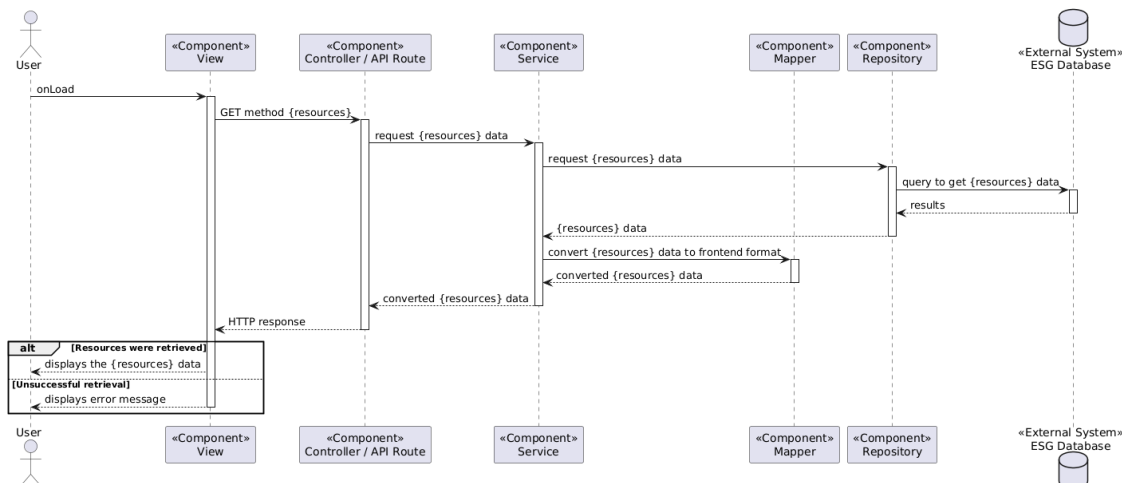 User
«Component»
View
«Component»
Controller / API Route
«Component»
Service
«Component»
Mapper
«Component»
Repository
«External System»
ESG Database
onLoad
GET method {resources}
request {resources} data
request {resources} data
query to get {resources} data
results
{resources} data
convert {resources} data to frontend format
converted {resources} data
converted {resources} data
HTTP response
alt [Resources were retrieved]
displays the {resources} data
[Unsuccessful retrieval]
displays error message
User
«Component»
View
«Component»
Controller / API Route
«Component»
Service
«Component»
Mapper
«Component»
Repository
«External System»
ESG Database